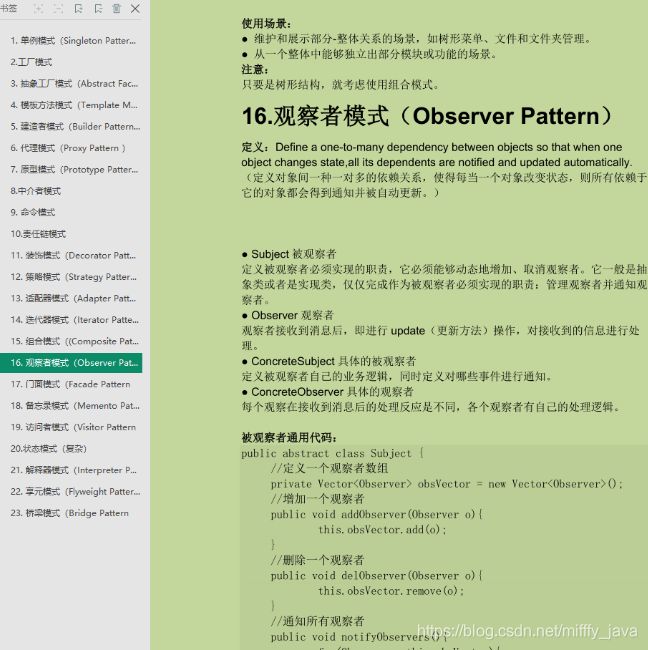 书签
1. 单例模式（Singleton Patter...
2.工厂模式
3. 抽象工厂模式（Abstract Fac...
4. 模板方法模式（Template M...
5. 建造者模式（Builder Pattern...
6. 代理模式（Proxy Pattern ）
7. 原型模式（Prototype Patter...
8.中介者模式
9. 命令模式
10.责任链模式
11. 装饰模式（Decorator Patt...
12. 策略模式（Strategy Patter...
13. 适配器模式（Adapter Patt...
14. 迭代器模式（Iterator Patte...
15. 组合模式（(Composite Pat...
16. 观察者模式（Observer Pat...
17. 门面模式（Facade Pattern
18. 备忘录模式（Memento Pat...
19. 访问者模式（Visitor Pattern
20.状态模式（复杂）
21. 解释器模式（Interpreter P...
22. 享元模式（Flyweight Patter...
23. 桥梁模式（Bridge Pattern
使用场景：
● 维护和展示部分-整体关系的场景，如树形菜单、文件和文件夹管理。
● 从一个整体中能够独立出部分模块或功能的场景。
注意：
只要是树形结构，就考虑使用组合模式。
16.观察者模式（Observer Pattern）
定义：Define a one-to-many dependency between objects so that when one
object changes state,all its dependents are notified and updated automatically.
（定义对象间一种一对多的依赖关系，使得每当一个对象改变状态，则所有依赖于
它的对象都会得到通知并被自动更新。）
● Subject 被观察者
定义被观察者必须实现的职责，它必须能够动态地增加、取消观察者。它一般是抽
象类或者是实现类，仅仅完成作为被观察者必须实现的职责：管理观察者并通知观
察者。
● Observer 观察者
观察者接收到消息后，即进行 update（更新方法）操作，对接收到的信息进行处
理。
● ConcreteSubject 具体的被观察者
定义被观察者自己的业务逻辑，同时定义对哪些事件进行通知。
● ConcreteObserver 具体的观察者
每个观察在接收到消息后的处理反应是不同，各个观察者有自己的处理逻辑。
被观察者通用代码：
public abstract class Subject {
//定义一个观察者数组
private Vector<Observer> obsVector = new Vector<Observer>();
//增加一个观察者
public void addObserver(Observer o){
this.obsVector.add(o);
}
//删除一个观察者
public void delObserver(Observer o){
this.obsVector.remove(o);
}
//通知所有观察者
public void notifyObservers(){
https://blog.csdn.net/mifffy_java